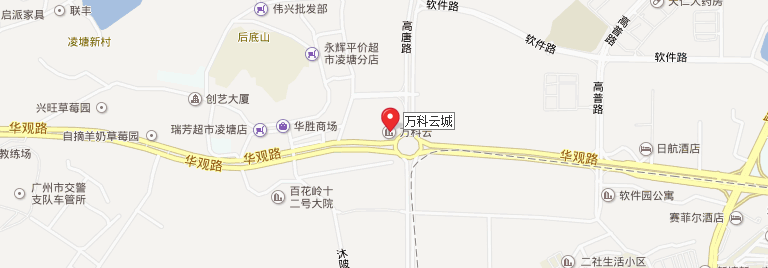 启派家具
联丰
伟兴批发部
软件路
天仁大药房
凌塘新村
后底山
永辉平价超
市凌塘分店
高唐路
高普路
软件路
软件路
高普路
创艺大厦
兴旺草莓园
华观路
自摘羊奶草莓园
瑞芳超市凌塘店
华胜商场
万科云城
万科云
华观路
华观路
华观路
日航酒店
教练场
广州市交警
支队车管所
百花岭十
二号大院
软件园公寓
赛菲尔酒店
沐陂
二社生活小区